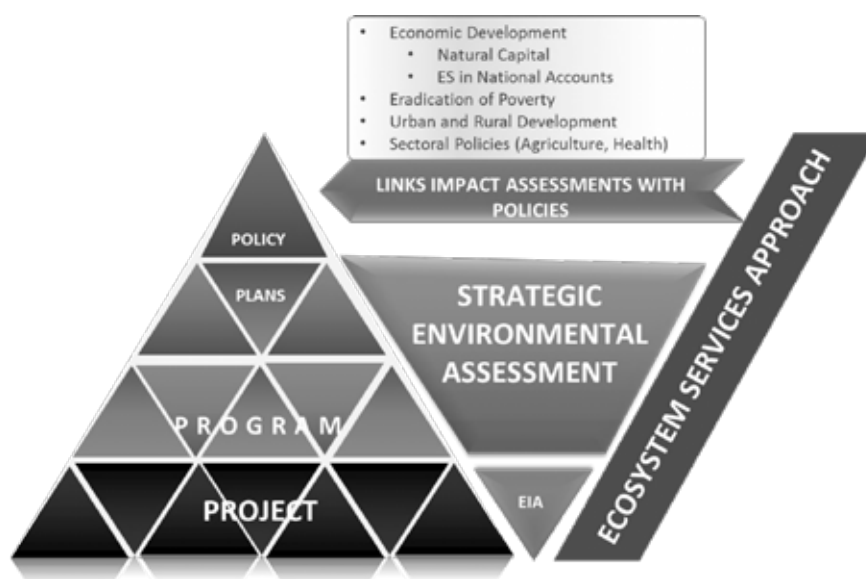 • Economic Development
• Natural Capital
• ES in National Accounts
• Eradication of Poverty
• Urban and Rural Development
• Sectoral Policies (Agriculture, Health)
LINKS IMPACT ASSESSMENTS WITH
POLICIES
POLICY
PLANS
PROGRAM
PROJECT
STRATEGIC
ENVIRONMENTAL
ASSESSMENT
EIA
ECOSYSTEM SERVICES APPROACH